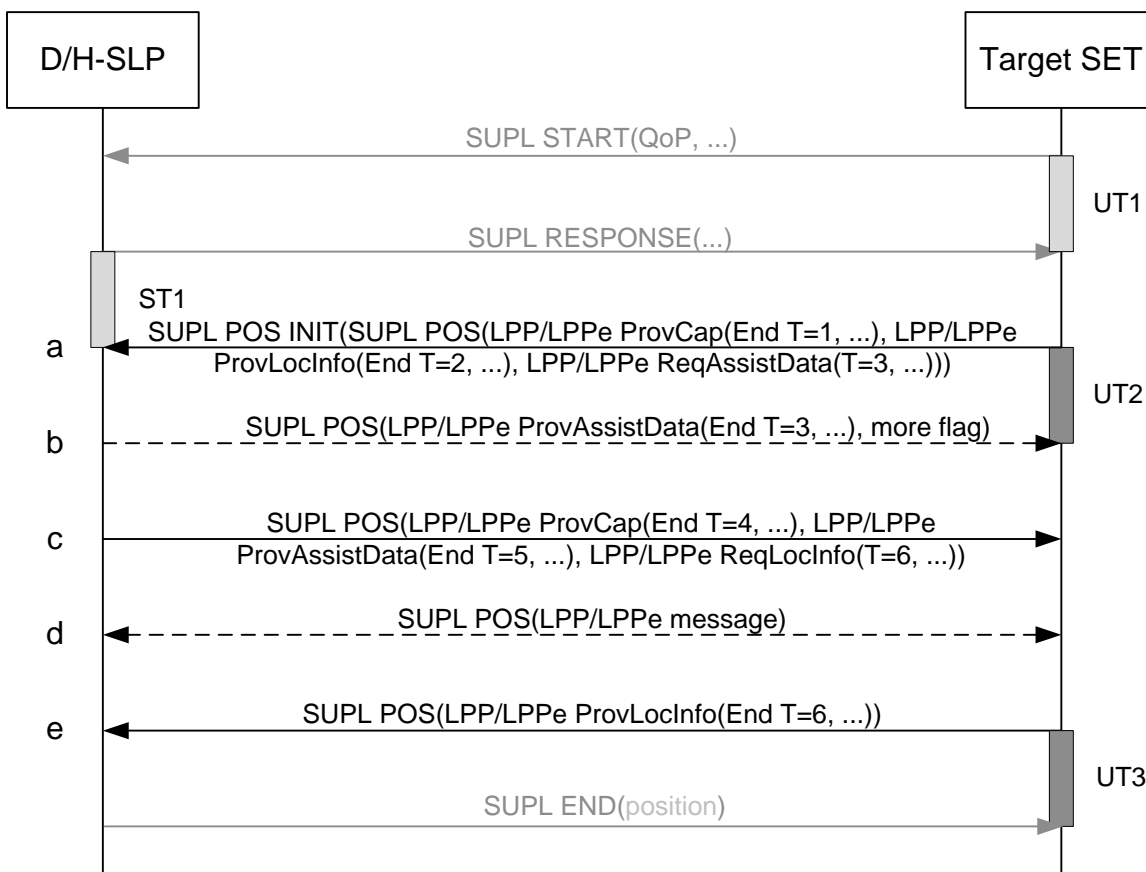 D/H-SLP
Target SET
SUPL START(QoP, ...)
UT1
SUPL RESPONSE(...)
ST1
a
SUPL POS INIT(SUPL POS(LPP/LPPe ProvCap(End T=1, ...), LPP/LPPe
ProvLocInfo(End T=2, ...), LPP/LPPe ReqAssistData(T=3, ...)))
UT2
b
SUPL POS(LPP/LPPe ProvAssistData(End T=3, ...), more flag)
c
SUPL POS(LPP/LPPe ProvCap(End T=4, ...), LPP/LPPe
ProvAssistData(End T=5, ...), LPP/LPPe ReqLocInfo(T=6, ...))
d
SUPL POS(LPP/LPPe message)
e
SUPL POS(LPP/LPPe ProvLocInfo(End T=6, ...))
UT3
SUPL END(position)